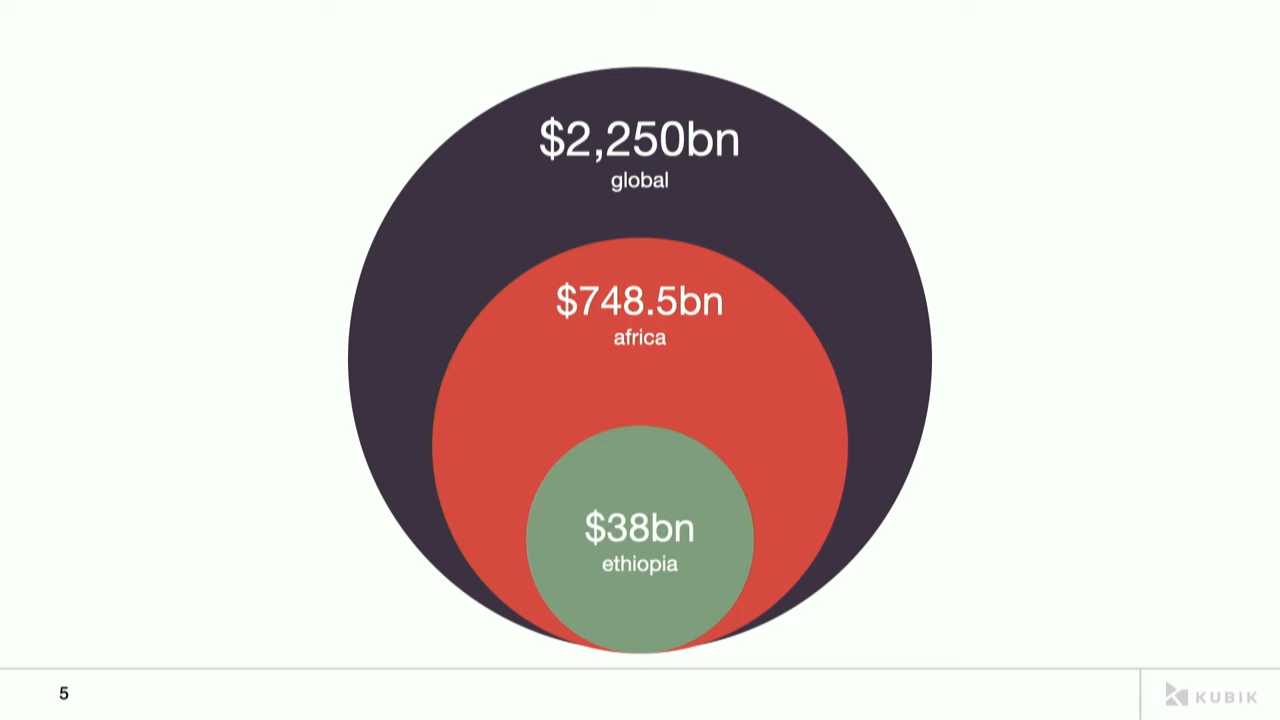 $2,250bn
global
$748.5bn
africa
$38bn
ethiopia
5
KUBIK